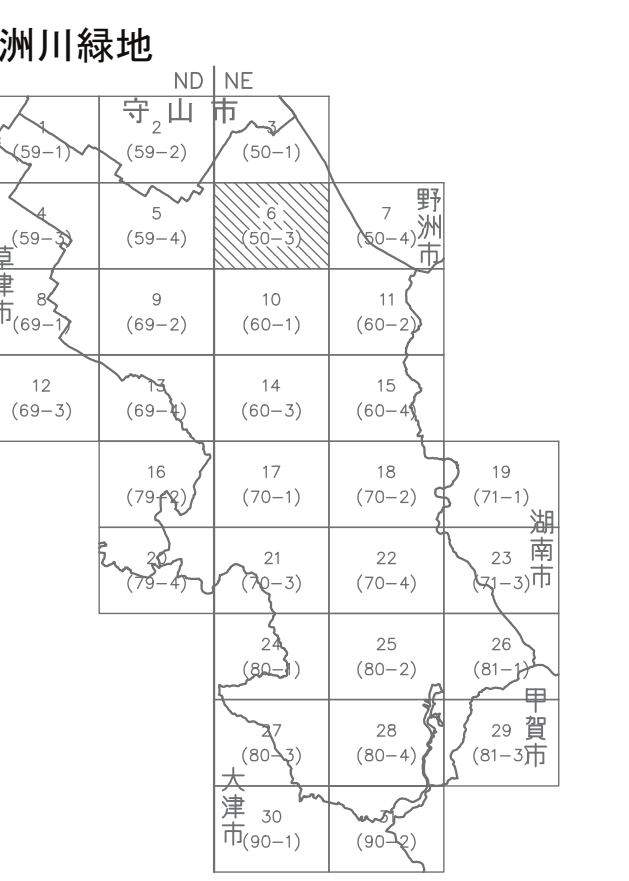 洲川緑地
ND NE
守山市
1 2 3
(59-1) (59-2) (50-1)
4 5 6 7
(59-3) (59-4) (50-3) (50-4)
野洲市
草津市
8 9 10 11
(69-1) (69-2) (60-1) (60-2)
12 13 14 15
(69-3) (69-4) (60-3) (60-4)
16 17 18 19
(79-2) (70-1) (70-2) (71-1)
湖南市
20 21 22 23
(79-4) (70-3) (70-4) (71-3)
24 25 26
(80-1) (80-2) (81-1)
甲賀市
27 28 29
(80-3) (80-4) (81-3)
大津市
30 31
(90-1) (90-2)